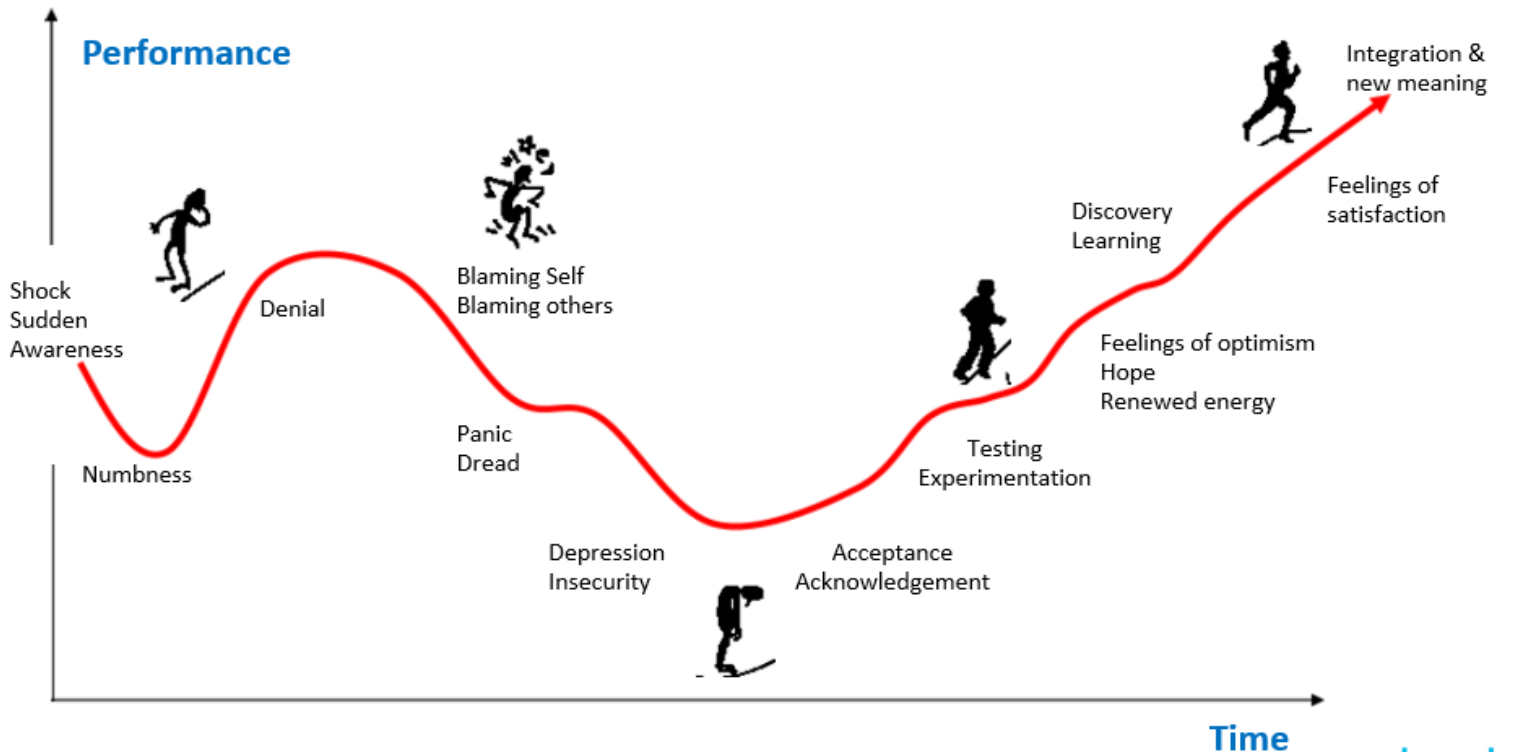 Performance
Integration &
new meaning
Feelings of
satisfaction
Discovery
Learning
Shock
Sudden
Awareness
Denial
Blaming Self
Blaming others
Feelings of optimism
Hope
Renewed energy
Numbness
Panic
Dread
Testing
Experimentation
Depression
Insecurity
Acceptance
Acknowledgement
Time